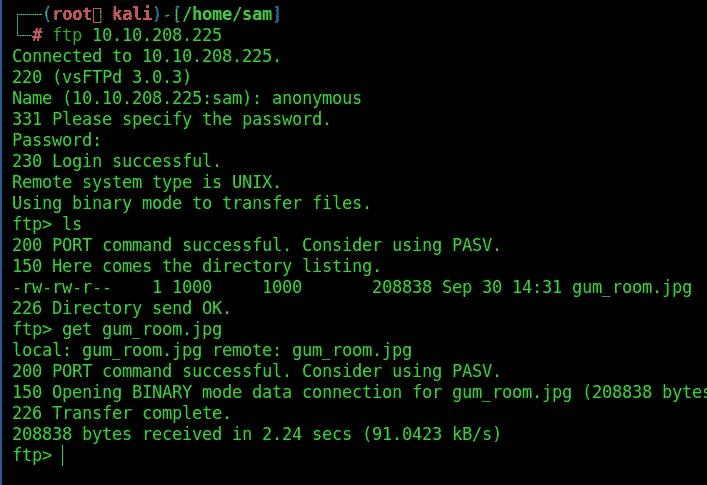 ┌──(root㉿ kali)-[/home/sam]
└─# ftp 10.10.208.225
Connected to 10.10.208.225.
220 (vsFTPd 3.0.3)
Name (10.10.208.225:sam): anonymous
331 Please specify the password.
Password:
230 Login successful.
Remote system type is UNIX.
Using binary mode to transfer files.
ftp> ls
200 PORT command successful. Consider using PASV.
150 Here comes the directory listing.
-rw-rw-r--    1 1000     1000       208838 Sep 30 14:31 gum_room.jpg
226 Directory send OK.
ftp> get gum_room.jpg
local: gum_room.jpg remote: gum_room.jpg
200 PORT command successful. Consider using PASV.
150 Opening BINARY mode data connection for gum_room.jpg (208838 bytes
226 Transfer complete.
208838 bytes received in 2.24 secs (91.0423 kB/s)
ftp>